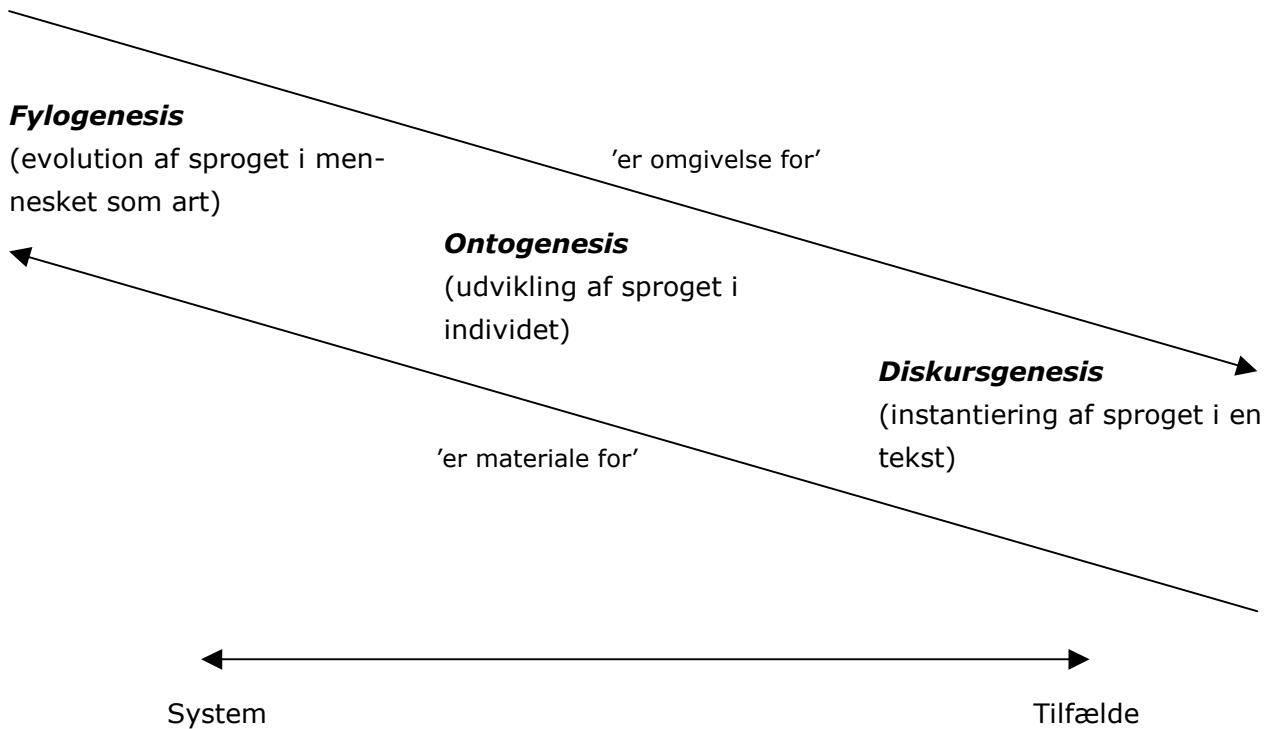 Fylogenesis
(evolution af sproget i men-
nesket som art)
’er omgivelse for’
Ontogenesis
(udvikling af sproget i
individet)
Diskursgenesis
(instantiering af sproget i en
tekst)
’er materiale for’
System
Tilfælde